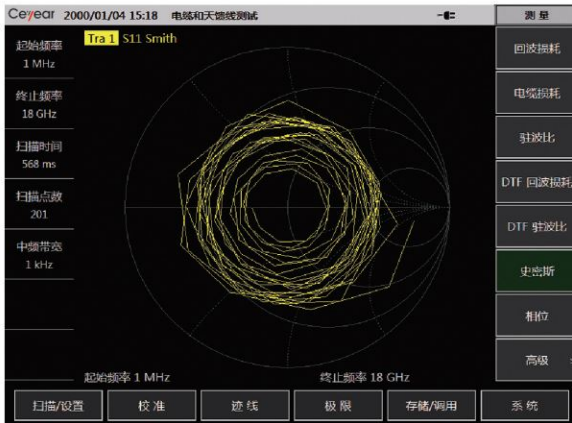 Ceyear 2000/01/04 15:18 电缆和天馈线测试
测 量
起始频率
1 MHz
终止频率
18 GHz
扫描时间
568 ms
扫描点数
201
中频带宽
1 kHz
Tra 1 S11 Smith
起始频率 1 MHz
终止频率 18 GHz
回波损耗
电缆损耗
驻波比
DTF 回波损耗
DTF 驻波比
史密斯
相位
高级
扫描/设置
校 准
迹 线
极 限
存储/调用
系 统